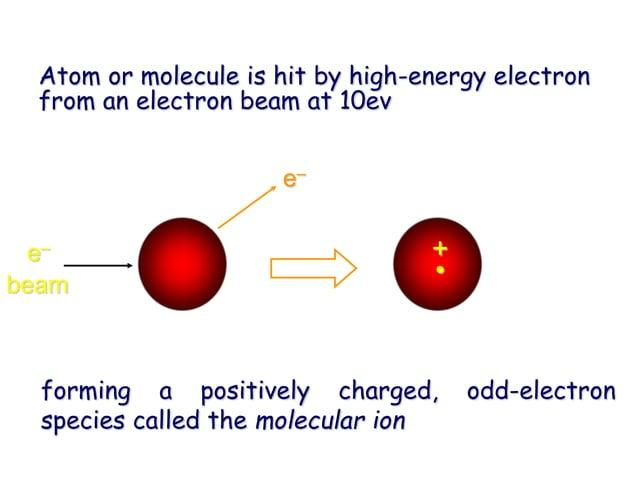 Atom or molecule is hit by high-energy electron
from an electron beam at 10ev
e–
e–
beam
+
•
forming a positively charged, odd-electron
species called the molecular ion